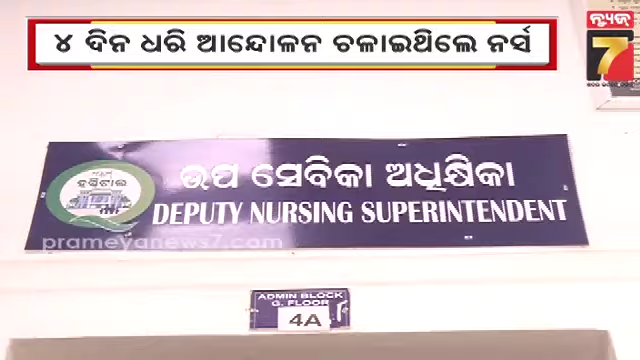 ୪ ଦିନ ଧରି ଆନ୍ଦୋଳନ ଚଳାଇଥିଲେ ନର୍ସ
ନ୍ୟୁଜ୍
7
ହସ୍ପିଟାଲ
ଉପ ସେବିକା ଅଧିକ୍ଷିକା
DEPUTY NURSING SUPERINTENDENT
prameyanews7.com
ADMIN BLOCK
G. FLOOR
4A